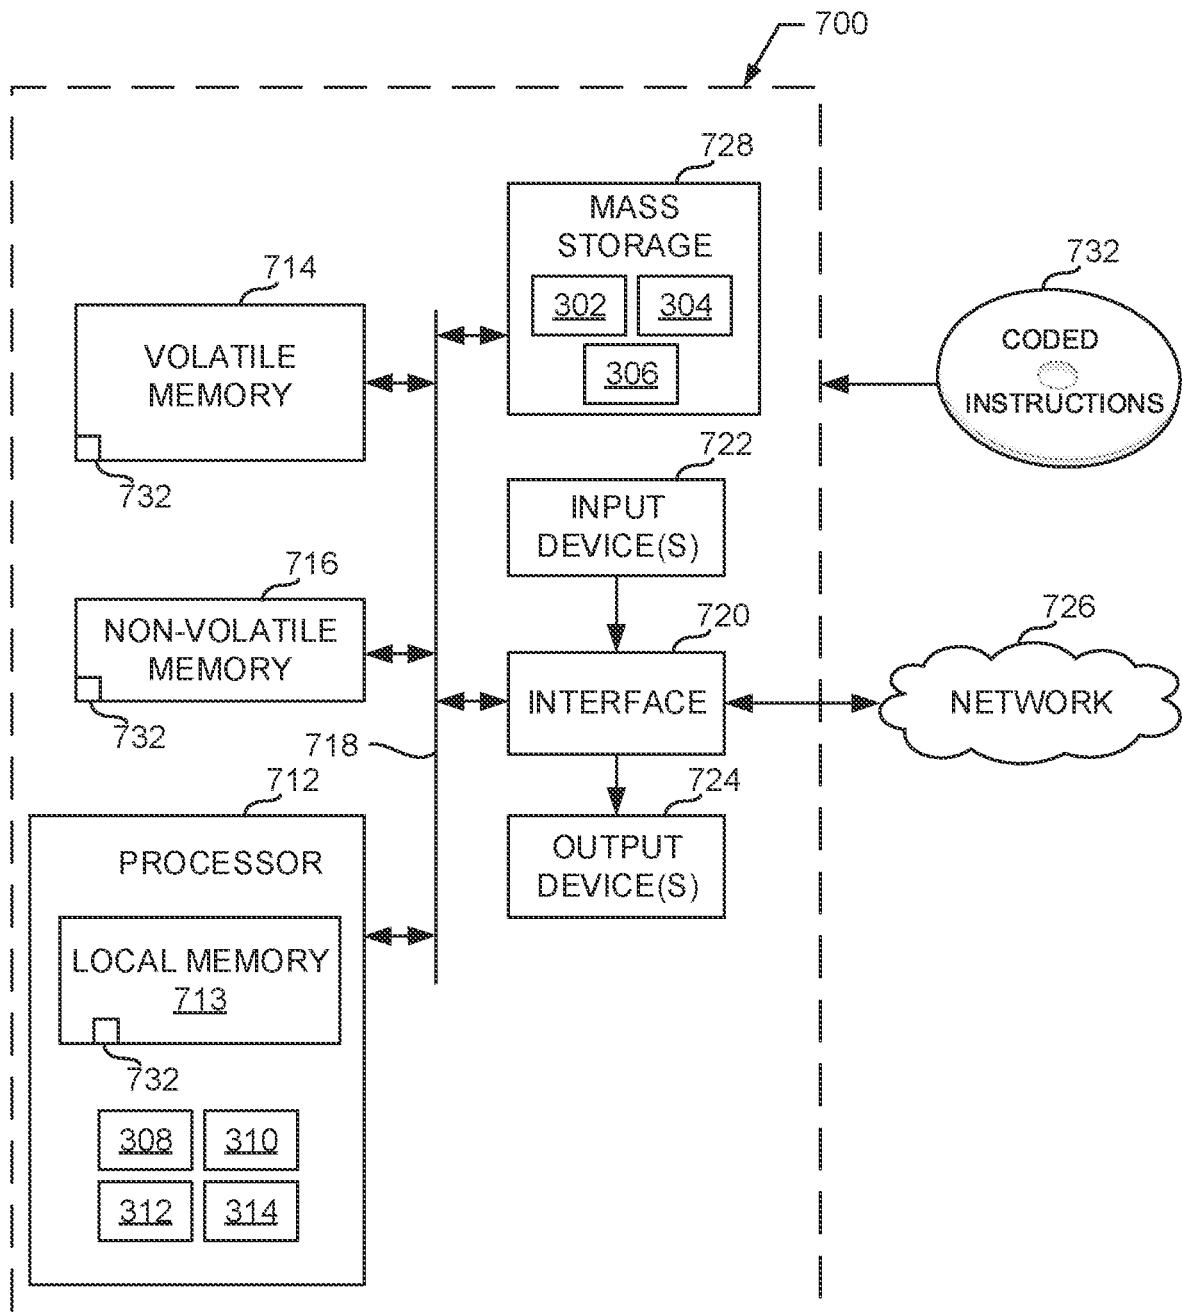 700
728
MASS
STORAGE
302
304
306
714
VOLATILE
MEMORY
732
732
CODED
INSTRUCTIONS
722
INPUT
DEVICE(S)
716
NON-VOLATILE
MEMORY
732
720
INTERFACE
726
NETWORK
718
712
PROCESSOR
LOCAL MEMORY
713
732
724
OUTPUT
DEVICE(S)
308
310
312
314